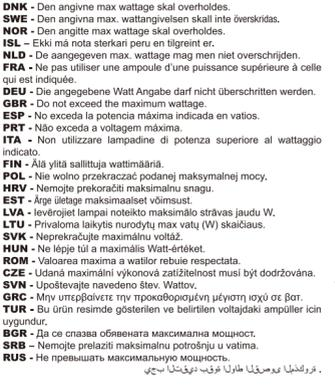 DNK - Den angivne max wattage skal overholdes.
SWE - Den angivna max. wattangivelsen skall inte överskridas.
NOR - Den angitte max wattage skal overholdes.
ISL – Ekki má nota sterkari peru en tilgreint er.
NLD - De aangegeven max. wattage mag men niet overschrijden.
FRA - Ne pas utiliser une ampoule d'une puissance supérieure à celle
qui est indiquée.
DEU - Die angegebene Watt Angabe darf nicht überschritten werden.
GBR - Do not exceed the maximum wattage.
ESP - No exceda la potencia máxima indicada en vatios.
PRT - Não exceda a voltagem máxima.
ITA - Non utilizzare lampadine di potenza superiore al wattaggio
indicato.
FIN - Älä ylitä sallittuja wattimääriä.
POL - Nie wolno przekraczać podanej maksymalnej mocy.
HRV - Nemojte prekoračiti maksimalnu snagu.
EST - Ärge ületage maksimaalset võimsust.
LVA - Ievērojiet lampai noteikto maksimālo strāvas jaudu W.
LTU - Privaloma laikytis nurodytų max vatų (W) skaičiaus.
SVK - Neprekračujte maximálnu voltáž.
HUN - Ne lépje túl a maximális Watt-értéket.
ROM - Valoarea maxima a watilor rebuie respectata.
CZE - Udaná maximální výkonová zatížitelnost musí být dodržována.
SVN - Upoštevajte navedeno štev. Wattov.
GRC - Μην υπερβαίνετε την προκαθορισμένη μέγιστη ισχύ σε βατ.
TUR - Bu ürün resimde gösterilen ve belirtilen voltajdaki ampüller icin
uygundur.
BGR - Да се спазва обявената максимална мощност.
SRB – Nemojte prelaziti maksimalnu potrošnju u vatima.
RUS - Не превышать максимальную мощность.
يجب التقيد بقوة الواط القصوى المذكورة.